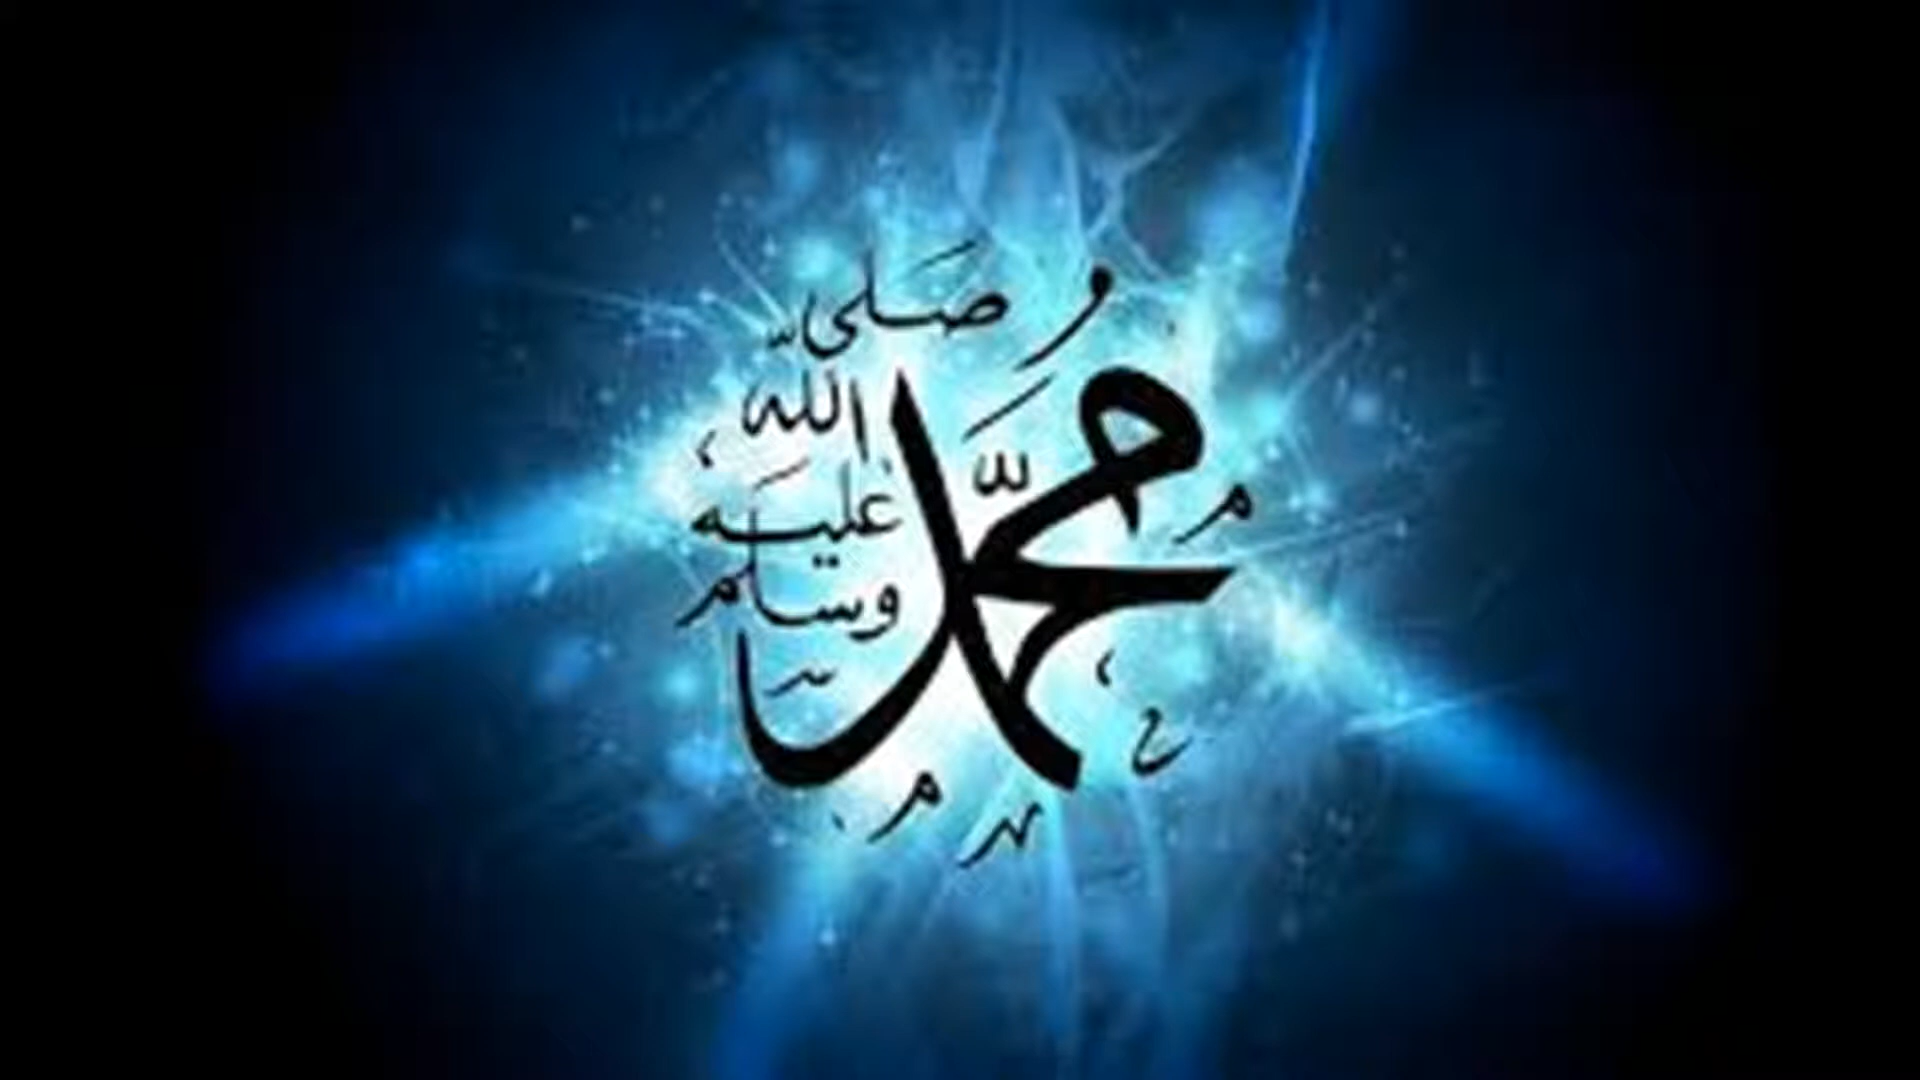 محمد
صلى
الله
عليه
وسلم